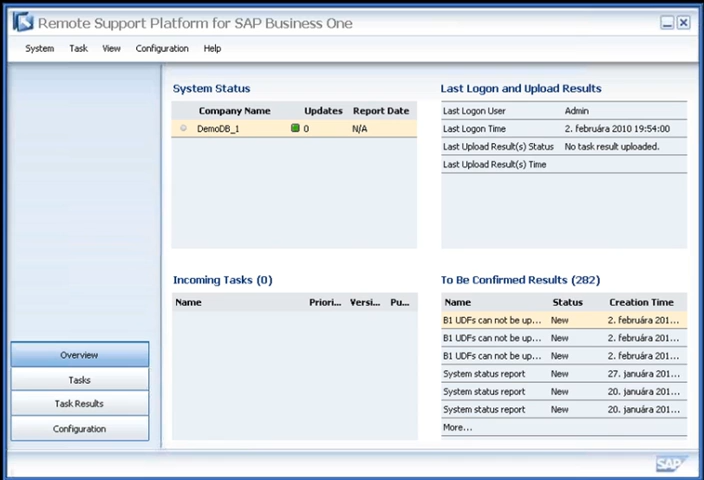 Remote Support Platform for SAP Business One
System Task View Configuration Help
System Status
Company Name Updates Report Date
DemoDB_1 0 N/A
Last Logon and Upload Results
Last Logon User Admin
Last Logon Time 2. februára 2010 19:54:00
Last Upload Result(s) Status No task result uploaded.
Last Upload Result(s) Time
Incoming Tasks (0)
Name Priori... Versi... Pu...
To Be Confirmed Results (282)
Name Status Creation Time
B1 UDFs can not be up... New 2. februára 201...
B1 UDFs can not be up... New 2. februára 201...
B1 UDFs can not be up... New 2. februára 201...
System status report New 27. januára 201...
System status report New 20. januára 201...
System status report New 20. januára 201...
More...
Overview
Tasks
Task Results
Configuration
SAP